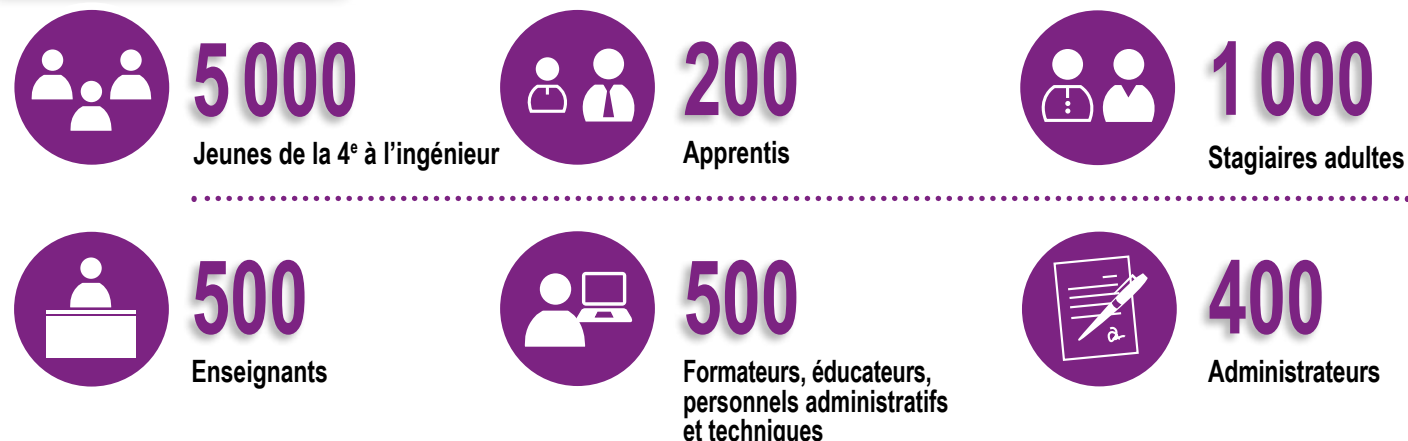 5 000
Jeunes de la 4e à l'ingénieur
200
Apprentis
1 000
Stagiaires adultes
500
Enseignants
500
Formateurs, éducateurs,
personnels administratifs
et techniques
400
Administrateurs